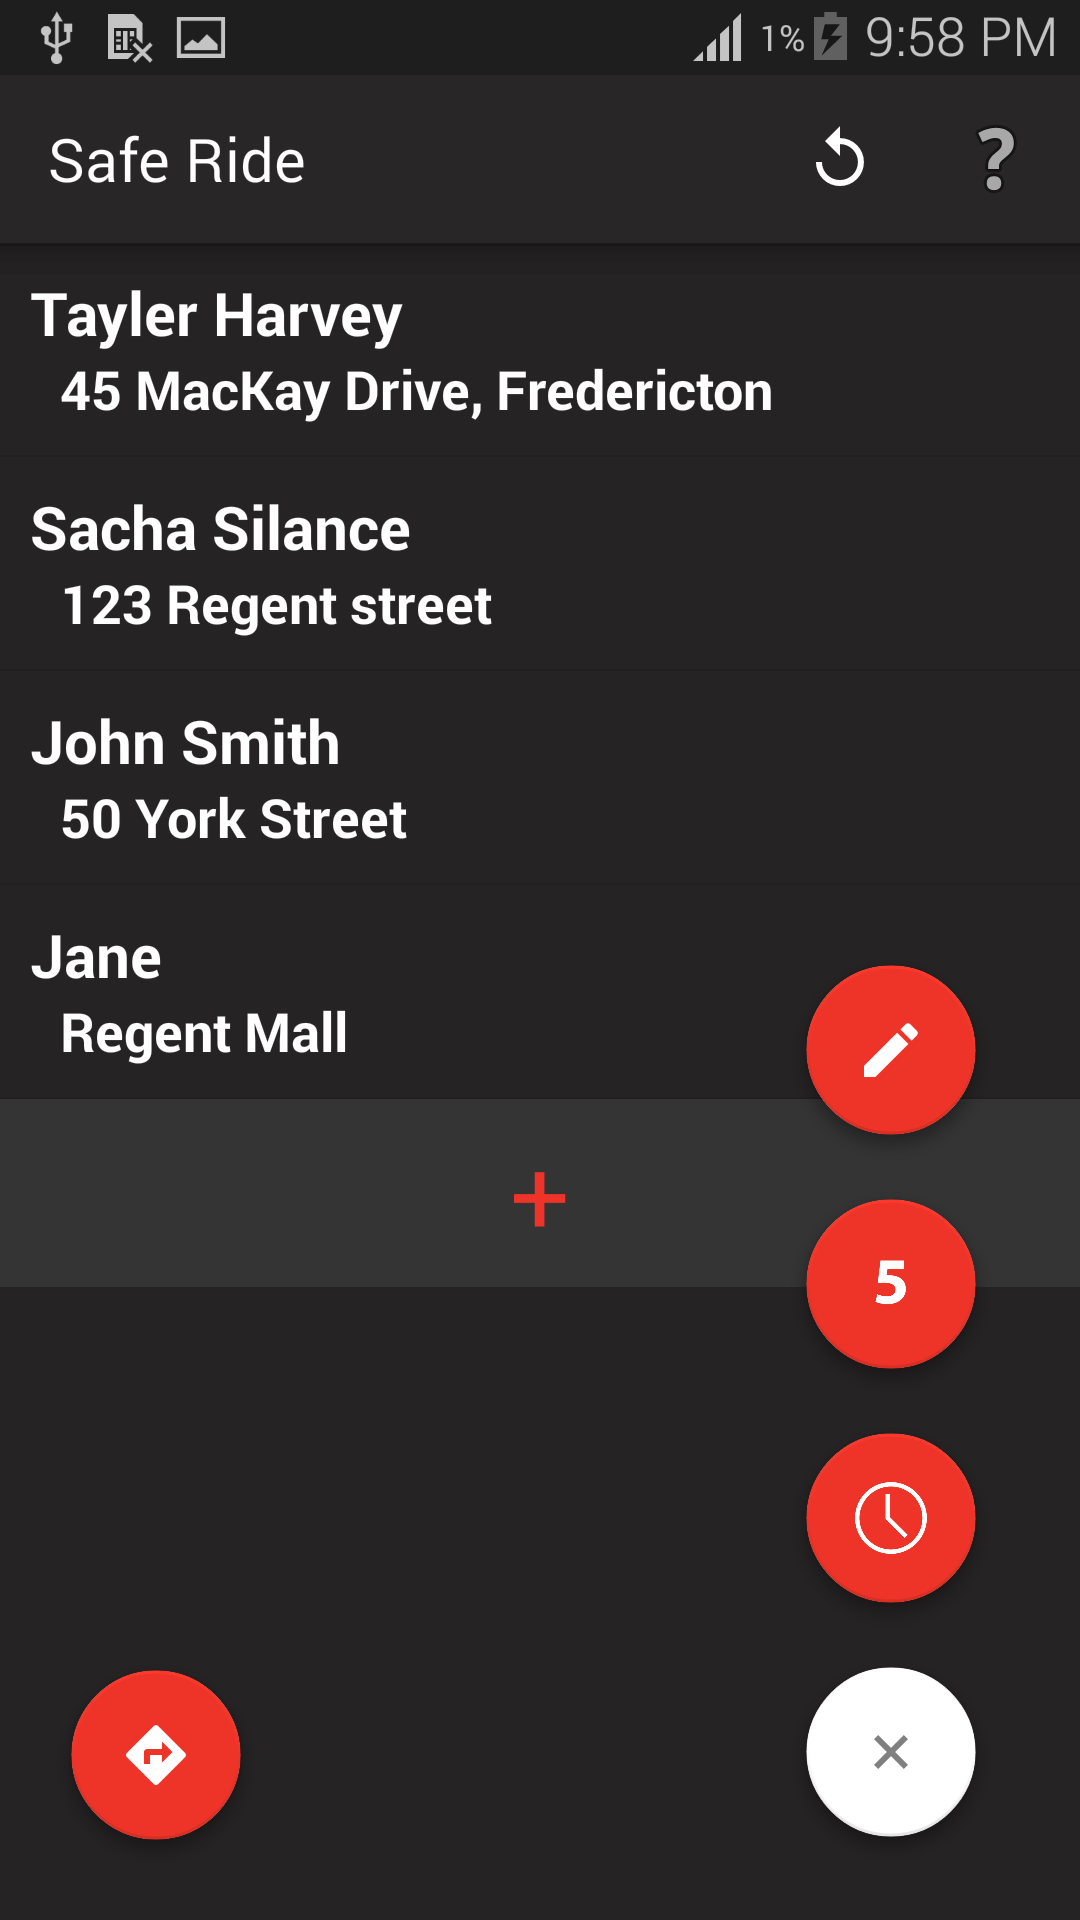 1% 9:58 PM
Safe Ride ?
Tayler Harvey
45 MacKay Drive, Fredericton
Sacha Silance
123 Regent street
John Smith
50 York Street
Jane
Regent Mall
+
5